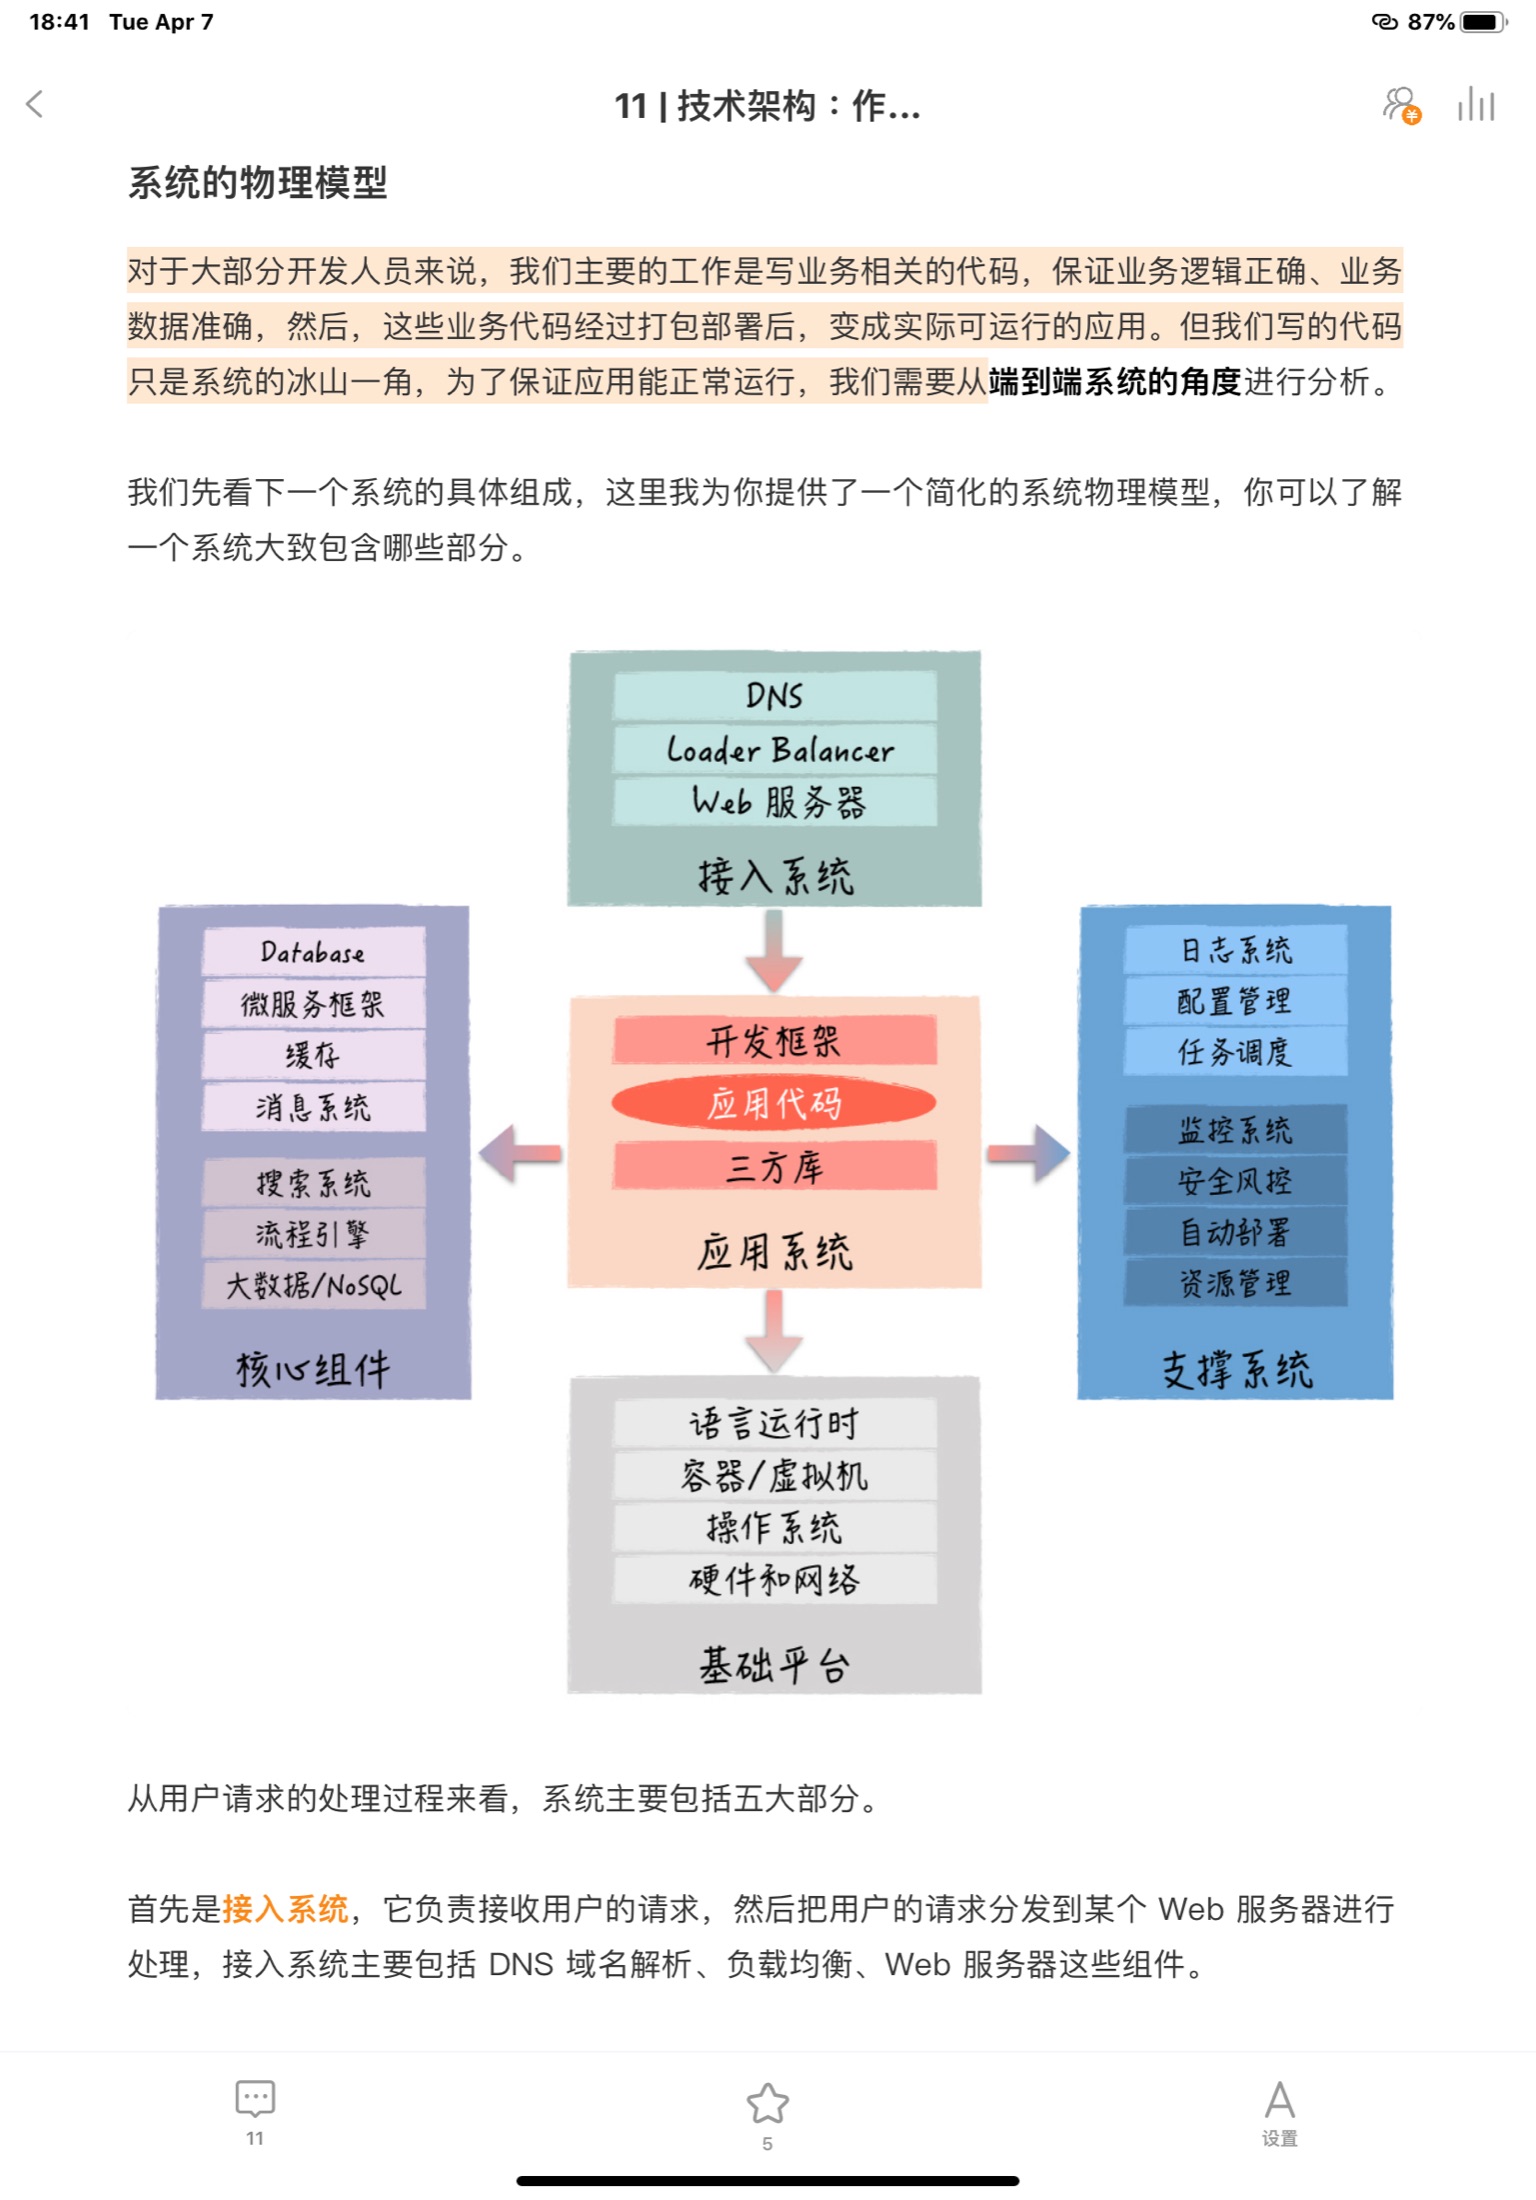 18:41 Tue Apr 7
87%
11 | 技术架构：作...
系统的物理模型
对于大部分开发人员来说，我们主要的工作是写业务相关的代码，保证业务逻辑正确、业务
数据准确，然后，这些业务代码经过打包部署后，变成实际可运行的应用。但我们写的代码
只是系统的冰山一角，为了保证应用能正常运行，我们需要从端到端系统的角度进行分析。
我们先看下一个系统的具体组成，这里我为你提供了一个简化的系统物理模型，你可以了解
一个系统大致包含哪些部分。
DNS
Loader Balancer
Web 服务器
接入系统
Database
微服务框架
缓存
消息系统
搜索系统
流程引擎
大数据/NoSQL
核心组件
开发框架
应用代码
三方库
应用系统
日志系统
配置管理
任务调度
监控系统
安全风控
自动部署
资源管理
支撑系统
语言运行时
容器/虚拟机
操作系统
硬件和网络
基础平台
从用户请求的处理过程来看，系统主要包括五大部分。
首先是接入系统，它负责接收用户的请求，然后把用户的请求分发到某个 Web 服务器进行
处理，接入系统主要包括 DNS 域名解析、负载均衡、Web 服务器这些组件。
11
5
设置